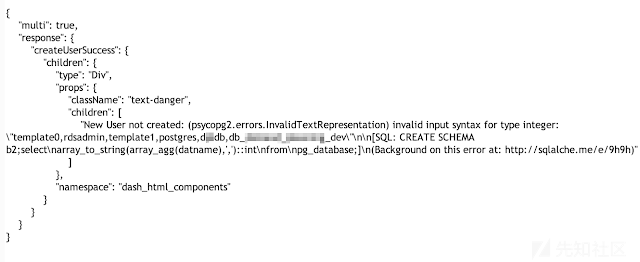 {
"multi": true,
"response": {
"createUserSuccess": {
"children": {
"type": "Div",
"props": {
"className": "text-danger",
"children": [
"New User not created: (psycopg2.errors.InvalidTextRepresentation) invalid input syntax for type integer:
\"template0,rdsadmin,template1,postgres,d db,db_ _dev\"\n\n[SQL: CREATE SCHEMA
b2;select\narray_to_string(array_agg(datname),',')::int\nfrom\npg_database;]\n(Background on this error at: http://sqlalche.me/e/9h9h)"
]
},
"namespace": "dash_html_components"
}
}
}
}
先知社区